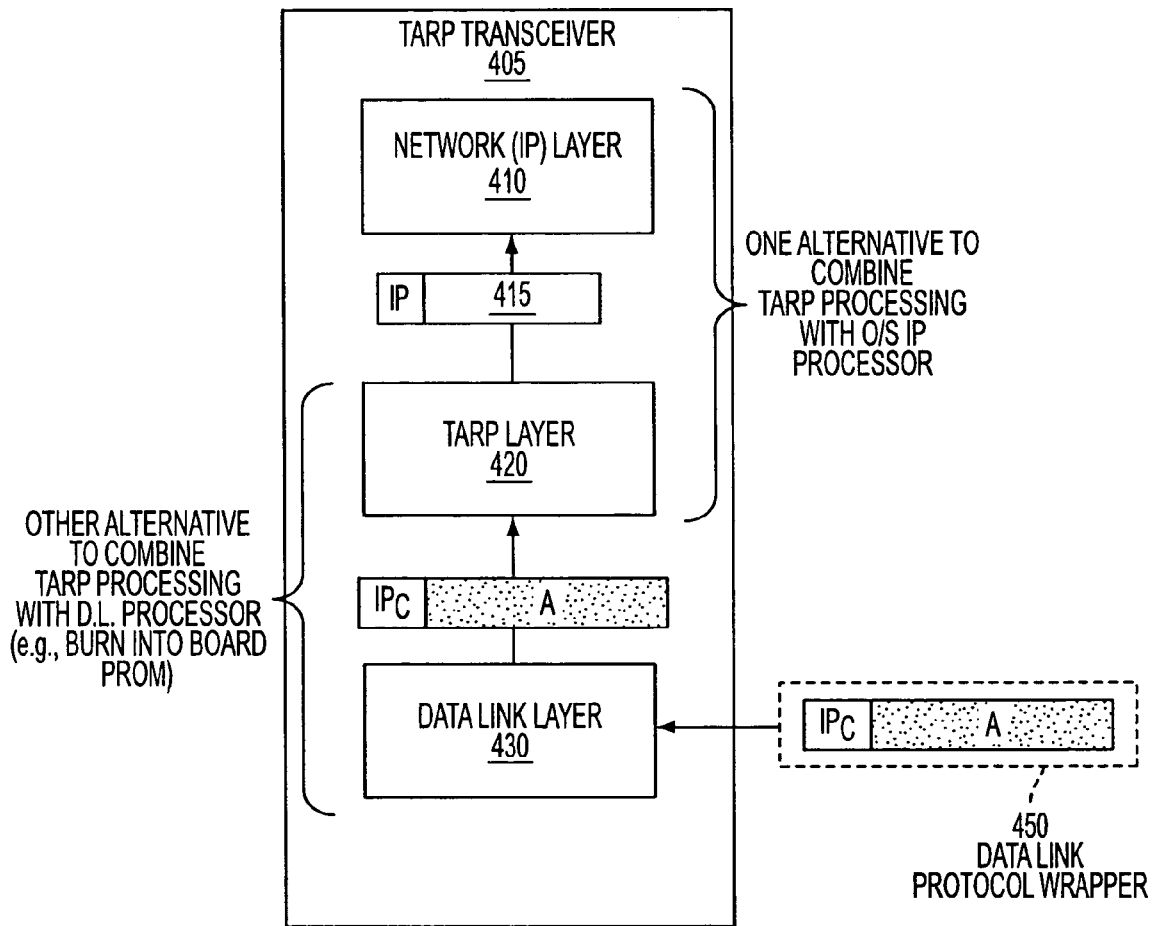 TARP TRANSCEIVER
405
NETWORK (IP) LAYER
410
IP 415
ONE ALTERNATIVE TO
COMBINE
TARP PROCESSING
WITH O/S IP
PROCESSOR
TARP LAYER
420
OTHER ALTERNATIVE
TO COMBINE
TARP PROCESSING
WITH D.L. PROCESSOR
(e.g., BURN INTO BOARD
PROM)
IPC A
DATA LINK LAYER
430
IPC A
450
DATA LINK
PROTOCOL WRAPPER